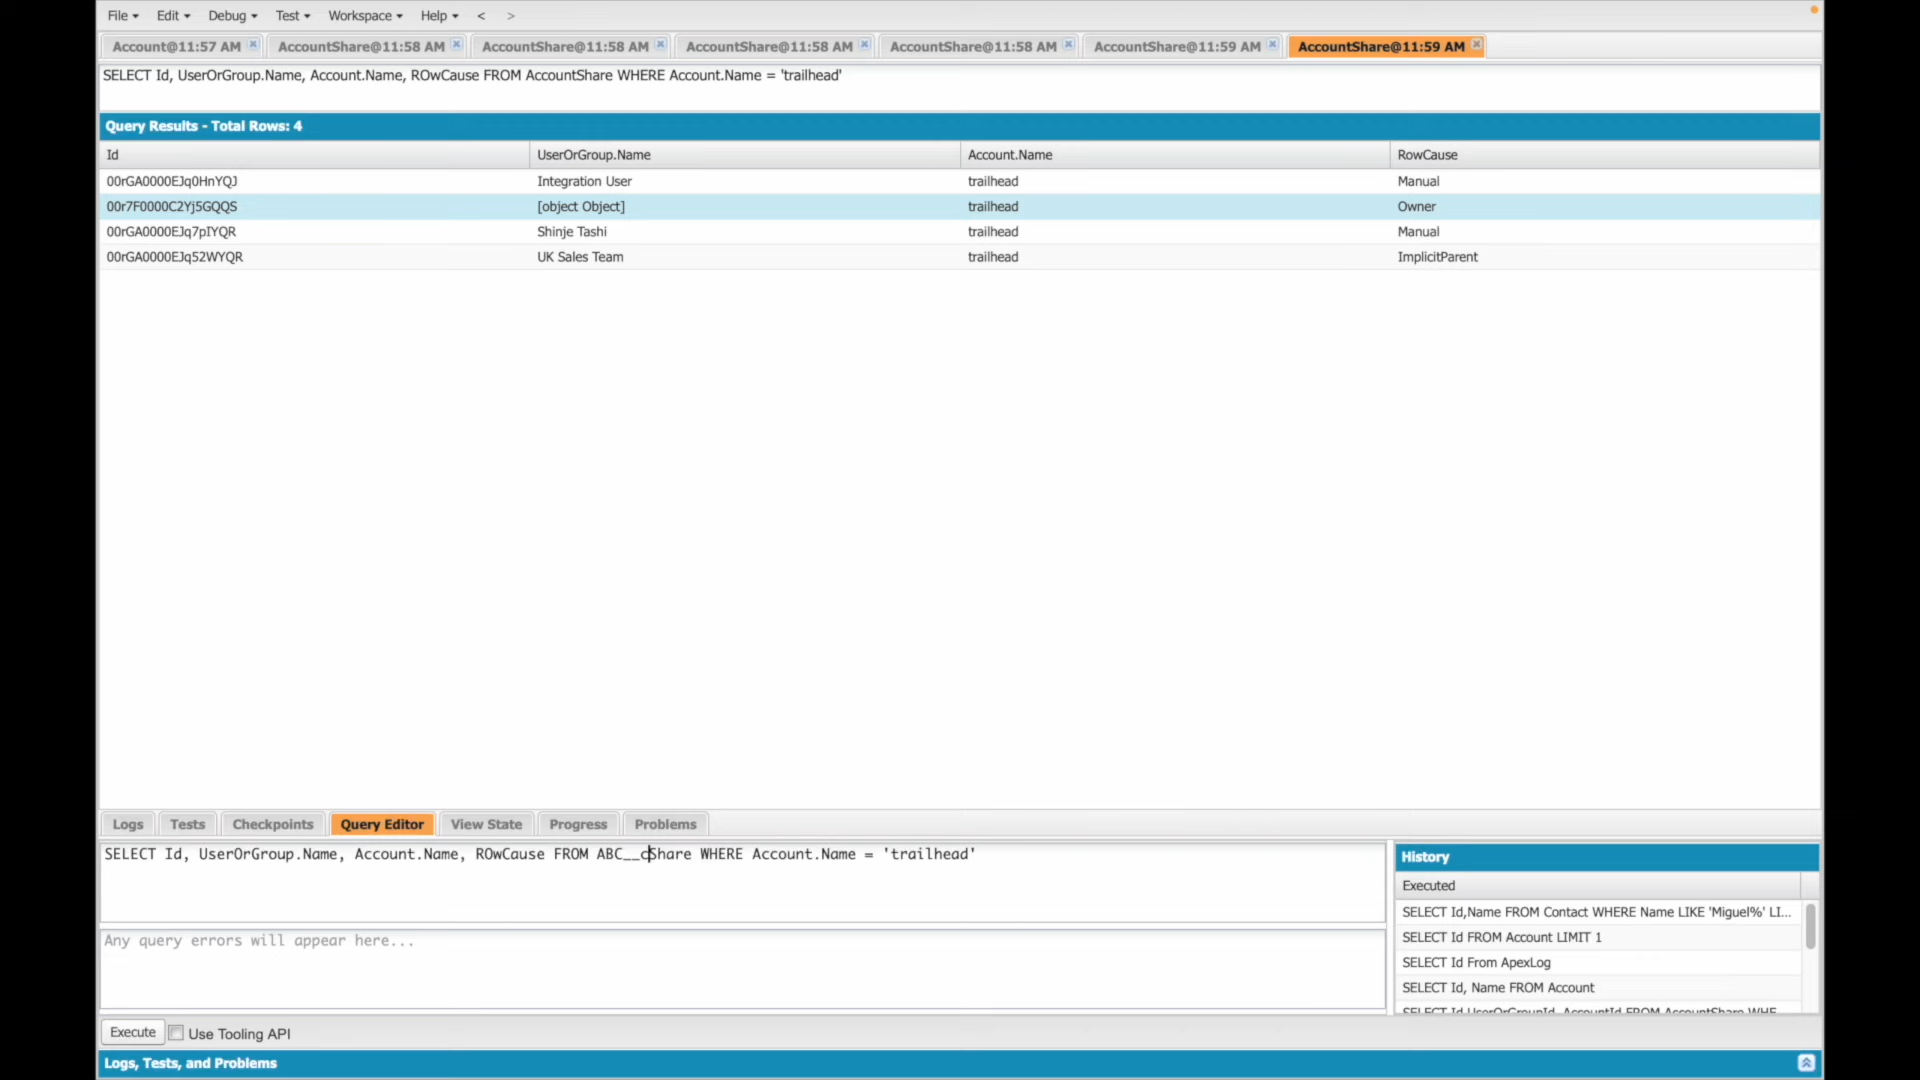 File Edit Debug Test Workspace Help < >
Account@11:57 AM AccountShare@11:58 AM AccountShare@11:58 AM AccountShare@11:58 AM AccountShare@11:58 AM AccountShare@11:59 AM AccountShare@11:59 AM
SELECT Id, UserOrGroup.Name, Account.Name, ROwCause FROM AccountShare WHERE Account.Name = 'trailhead'
Query Results - Total Rows: 4
Id UserOrGroup.Name Account.Name RowCause
00rGA0000EJq0HnYQJ Integration User trailhead Manual
00r7F0000C2Yj5GQQS [object Object] trailhead Owner
00rGA0000EJq7pIYQR Shinje Tashi trailhead Manual
00rGA0000EJq52WYQR UK Sales Team trailhead ImplicitParent
Logs Tests Checkpoints Query Editor View State Progress Problems
SELECT Id, UserOrGroup.Name, Account.Name, ROwCause FROM ABC__cShare WHERE Account.Name = 'trailhead'
Any query errors will appear here...
History
Executed
SELECT Id,Name FROM Contact WHERE Name LIKE 'Miguel%' LI...
SELECT Id FROM Account LIMIT 1
SELECT Id From ApexLog
SELECT Id, Name FROM Account
SELECT Id,UserOrGroupId, AccountId FROM AccountShare WHE...
Execute Use Tooling API
Logs, Tests, and Problems